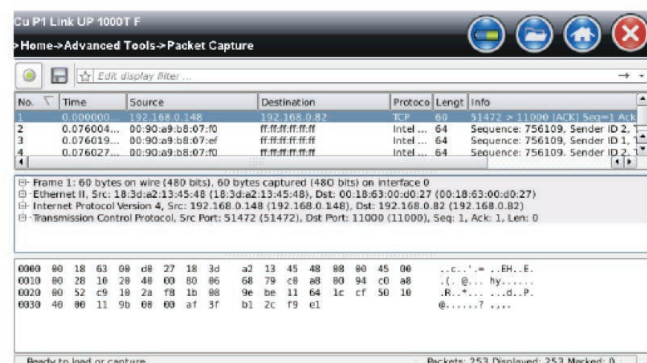 Cu P1 Link UP 1000T F
>Home->Advanced Tools->Packet Capture
Edit display filter ...
No. Time Source Destination Protoco Lengt Info
1 0.000000... 192.168.0.148 192.168.0.82 TCP 60 51472 > 11000 [ACK] Seq=1 Ack
2 0.076004... 00:90:a9:b8:07:f0 ff:ff:ff:ff:ff:ff Intel ... 64 Sequence: 756109, Sender ID 2, T
3 0.076019... 00:90:a9:b8:07:ef ff:ff:ff:ff:ff:ff Intel ... 64 Sequence: 756109, Sender ID 1, T
4 0.076027... 00:90:a9:b8:07:f0 ff:ff:ff:ff:ff:ff Intel ... 64 Sequence: 756109, Sender ID 2,
Frame 1: 60 bytes on wire (480 bits), 60 bytes captured (480 bits) on interface 0
Ethernet II, Src: 18:3d:a2:13:45:48 (18:3d:a2:13:45:48), Dst: 00:18:63:00:d0:27 (00:18:63:00:d0:27)
Internet Protocol Version 4, Src: 192.168.0.148 (192.168.0.148), Dst: 192.168.0.82 (192.168.0.82)
Transmission Control Protocol, Src Port: 51472 (51472), Dst Port: 11000 (11000), Seq: 1, Ack: 1, Len: 0
0000 00 18 63 00 d0 27 18 3d a2 13 45 48 08 00 45 00 ..c..'.= ..EH..E.
0010 00 28 10 20 40 00 80 06 68 79 c0 a8 00 94 c0 a8 .(. @... hy......
0020 00 52 c9 10 2a f8 1b 08 9e be 11 64 1c cf 50 10 .R..*... ...d..P.
0030 40 00 11 9b 00 00 af 3f b1 2c f9 e1 @......? .,..
Ready to load or capture Packets: 253 Displayed: 253 Marked: 0